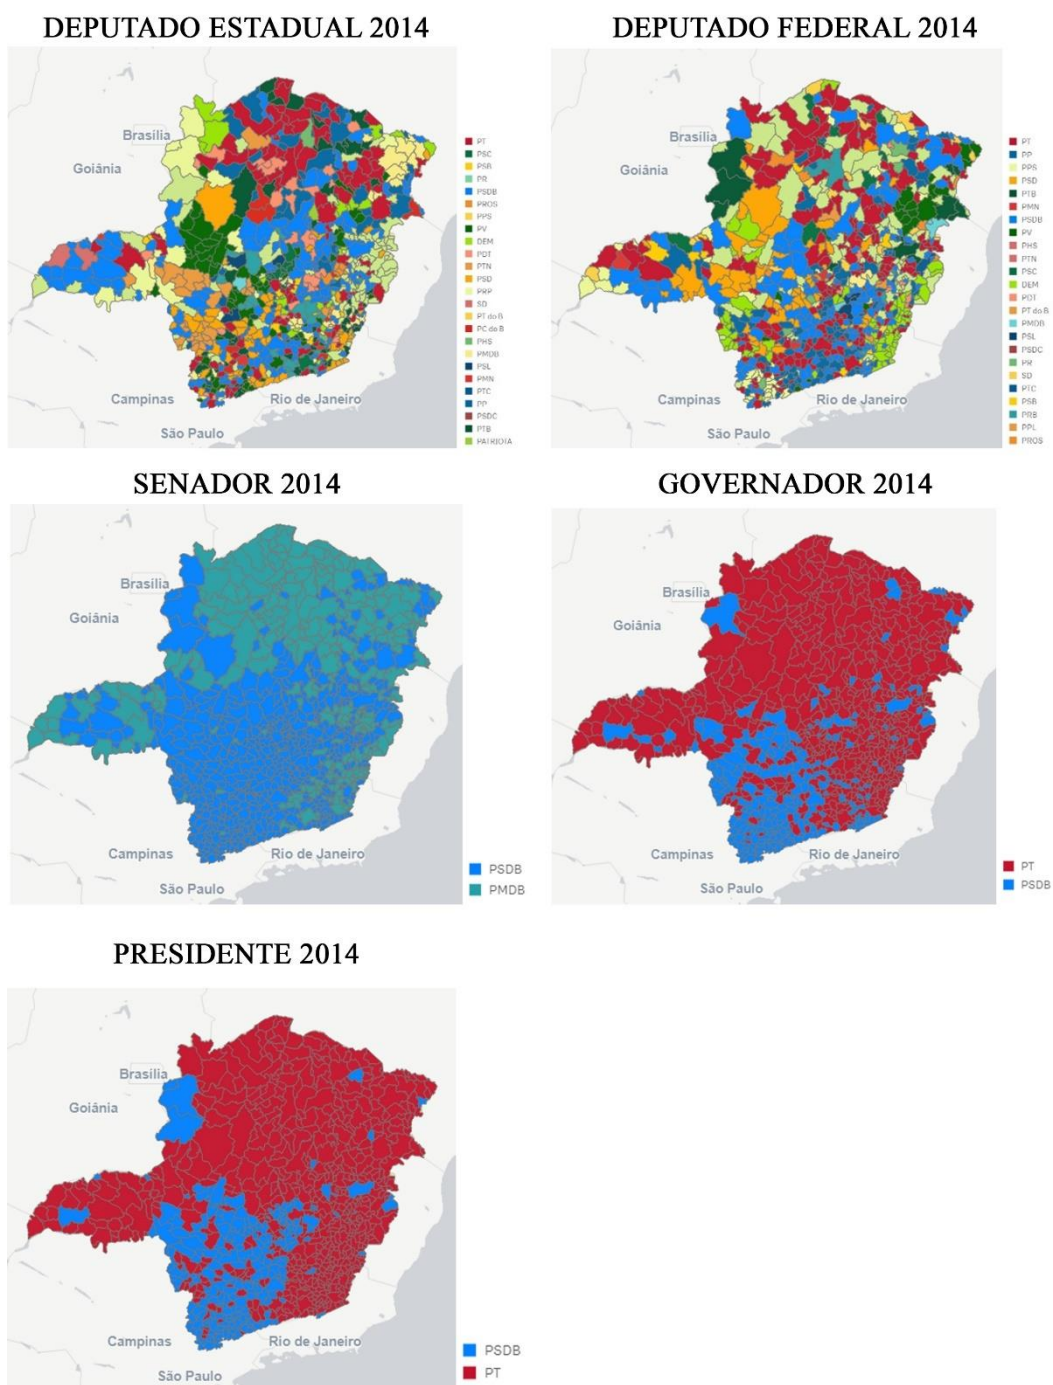 DEPUTADO ESTADUAL 2014
Brasília
Goiânia
Campinas
Rio de Janeiro
São Paulo
PT
PSC
PSB
PR
PSDB
PROS
PPS
PV
DEM
PDT
PTN
PSD
PRP
SD
PT do B
PC do B
PHS
PMDB
PSL
PMN
PTC
PP
PSDC
PTB
PATRIOTA
DEPUTADO FEDERAL 2014
Brasília
Goiânia
Campinas
Rio de Janeiro
São Paulo
PT
PP
PPS
PSD
PTB
PMN
PSDB
PV
PHS
PTN
PSC
DEM
PDT
PT do B
PMDB
PSL
PSDC
PR
SD
PTC
PSB
PRB
PPL
PROS
SENADOR 2014
Brasília
Goiânia
Campinas
Rio de Janeiro
São Paulo
PSDB
PMDB
GOVERNADOR 2014
Brasília
Goiânia
Campinas
Rio de Janeiro
São Paulo
PT
PSDB
PRESIDENTE 2014
Brasília
Goiânia
Campinas
Rio de Janeiro
São Paulo
PSDB
PT